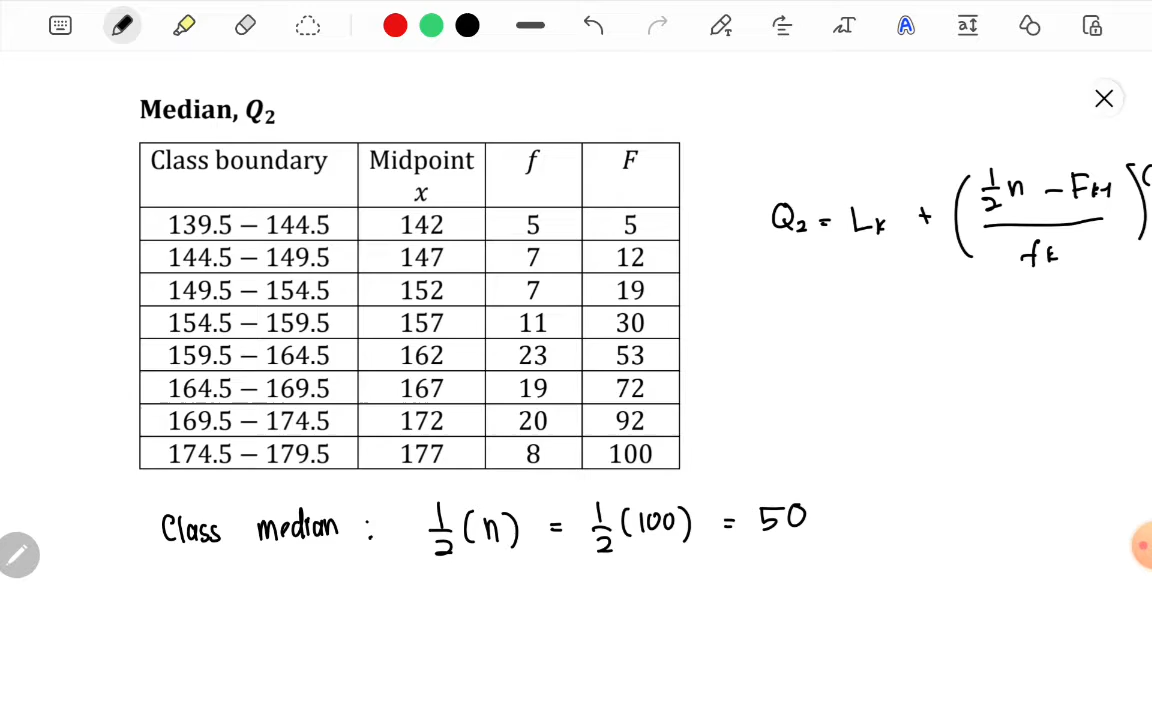 Median, Q₂
Class boundary Midpoint x f F
139.5 – 144.5 142 5 5
144.5 – 149.5 147 7 12
149.5 – 154.5 152 7 19
154.5 – 159.5 157 11 30
159.5 – 164.5 162 23 53
164.5 – 169.5 167 19 72
169.5 – 174.5 172 20 92
174.5 – 179.5 177 8 100
Q₂ = Lₖ + ( (½n – Fₖ₋₁) / fₖ )
Class median : ½(n) = ½(100) = 50